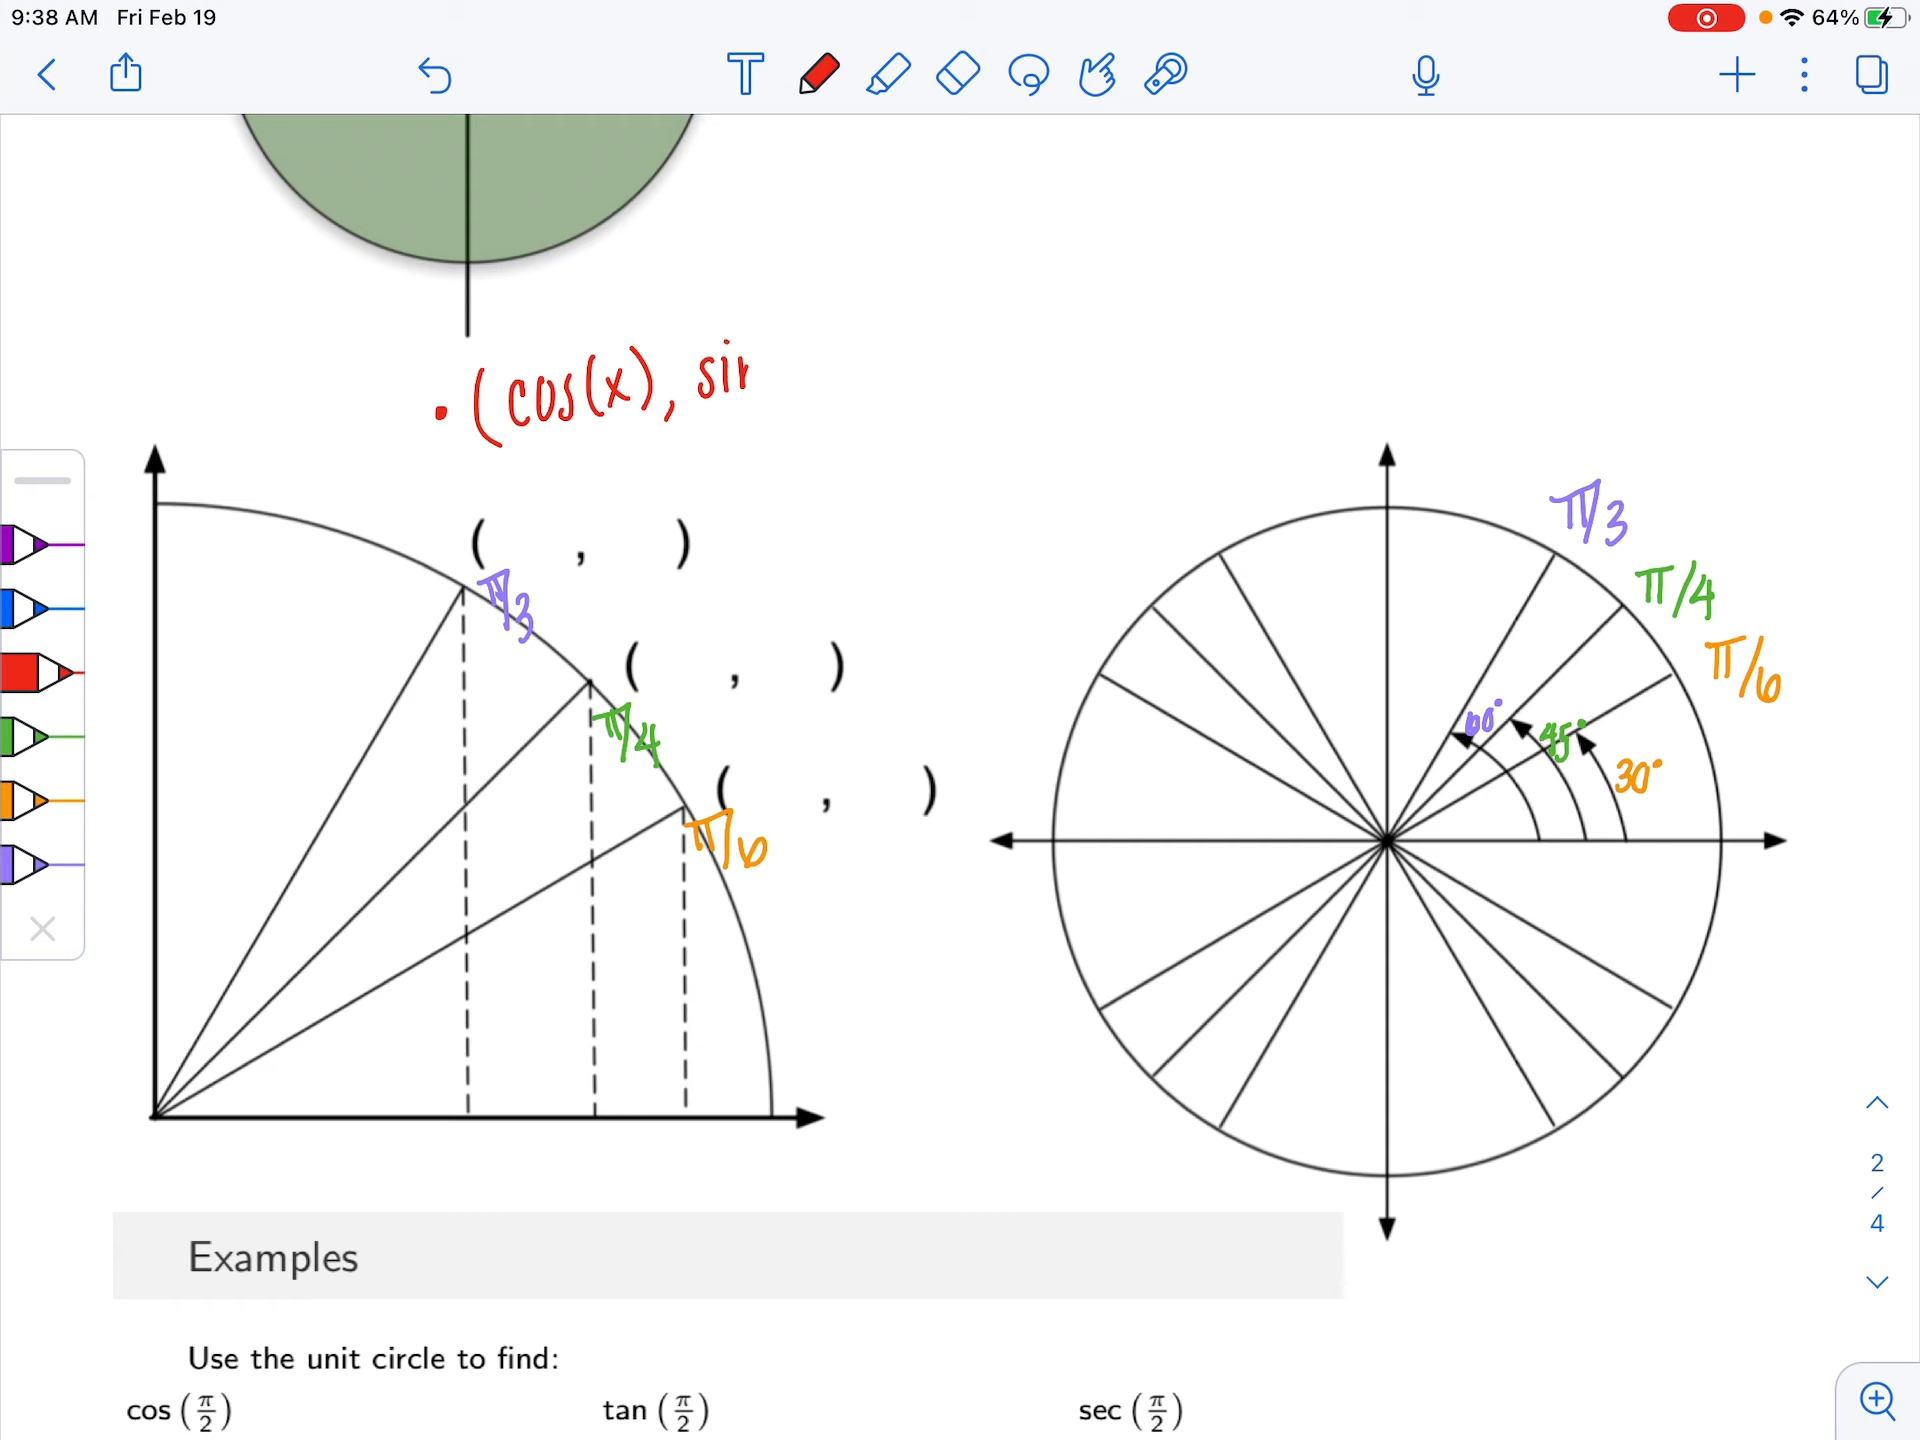 9:38 AM Fri Feb 19
64%
• (cos(x), sin
( , )
π/3
π/3
( , )
π/4
π/4
π/6
60°
45°
30°
( , )
π/6
2
/
4
Examples
Use the unit circle to find:
cos (π/2) tan (π/2) sec (π/2)